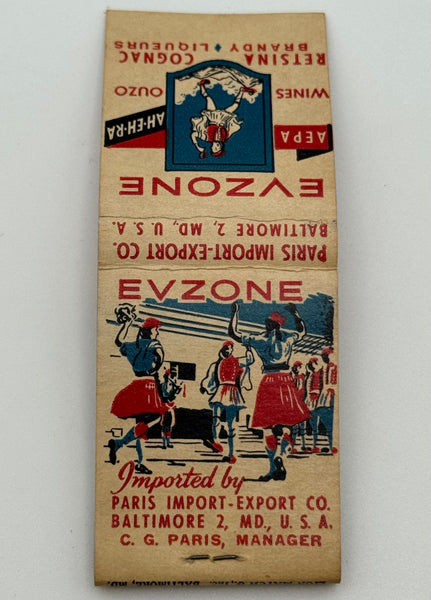 EVZONE
Imported by
PARIS IMPORT-EXPORT CO.
BALTIMORE 2, MD., U. S. A.
C. G. PARIS, MANAGER
PARIS IMPORT-EXPORT CO.
BALTIMORE 2, MD, U.S.A.
EVZONE
ΑΕΡΑ AH-EH-RA
WINES OUZO
RETSINA COGNAC
BRANDY ♦ LIQUEURS